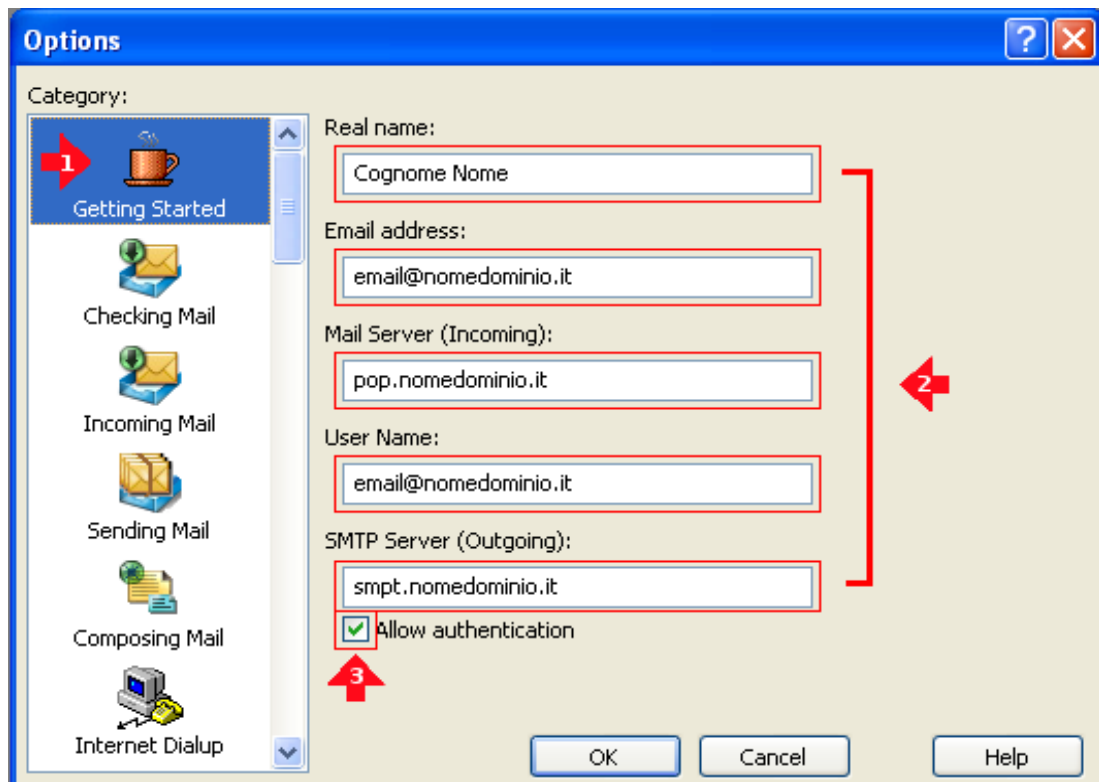 Options
Category:
1
Getting Started
Checking Mail
Incoming Mail
Sending Mail
Composing Mail
Internet Dialup
Real name:
Cognome Nome
Email address:
email@nomedominio.it
Mail Server (Incoming):
pop.nomedominio.it
2
User Name:
email@nomedominio.it
SMTP Server (Outgoing):
smpt.nomedominio.it
Allow authentication
3
OK
Cancel
Help